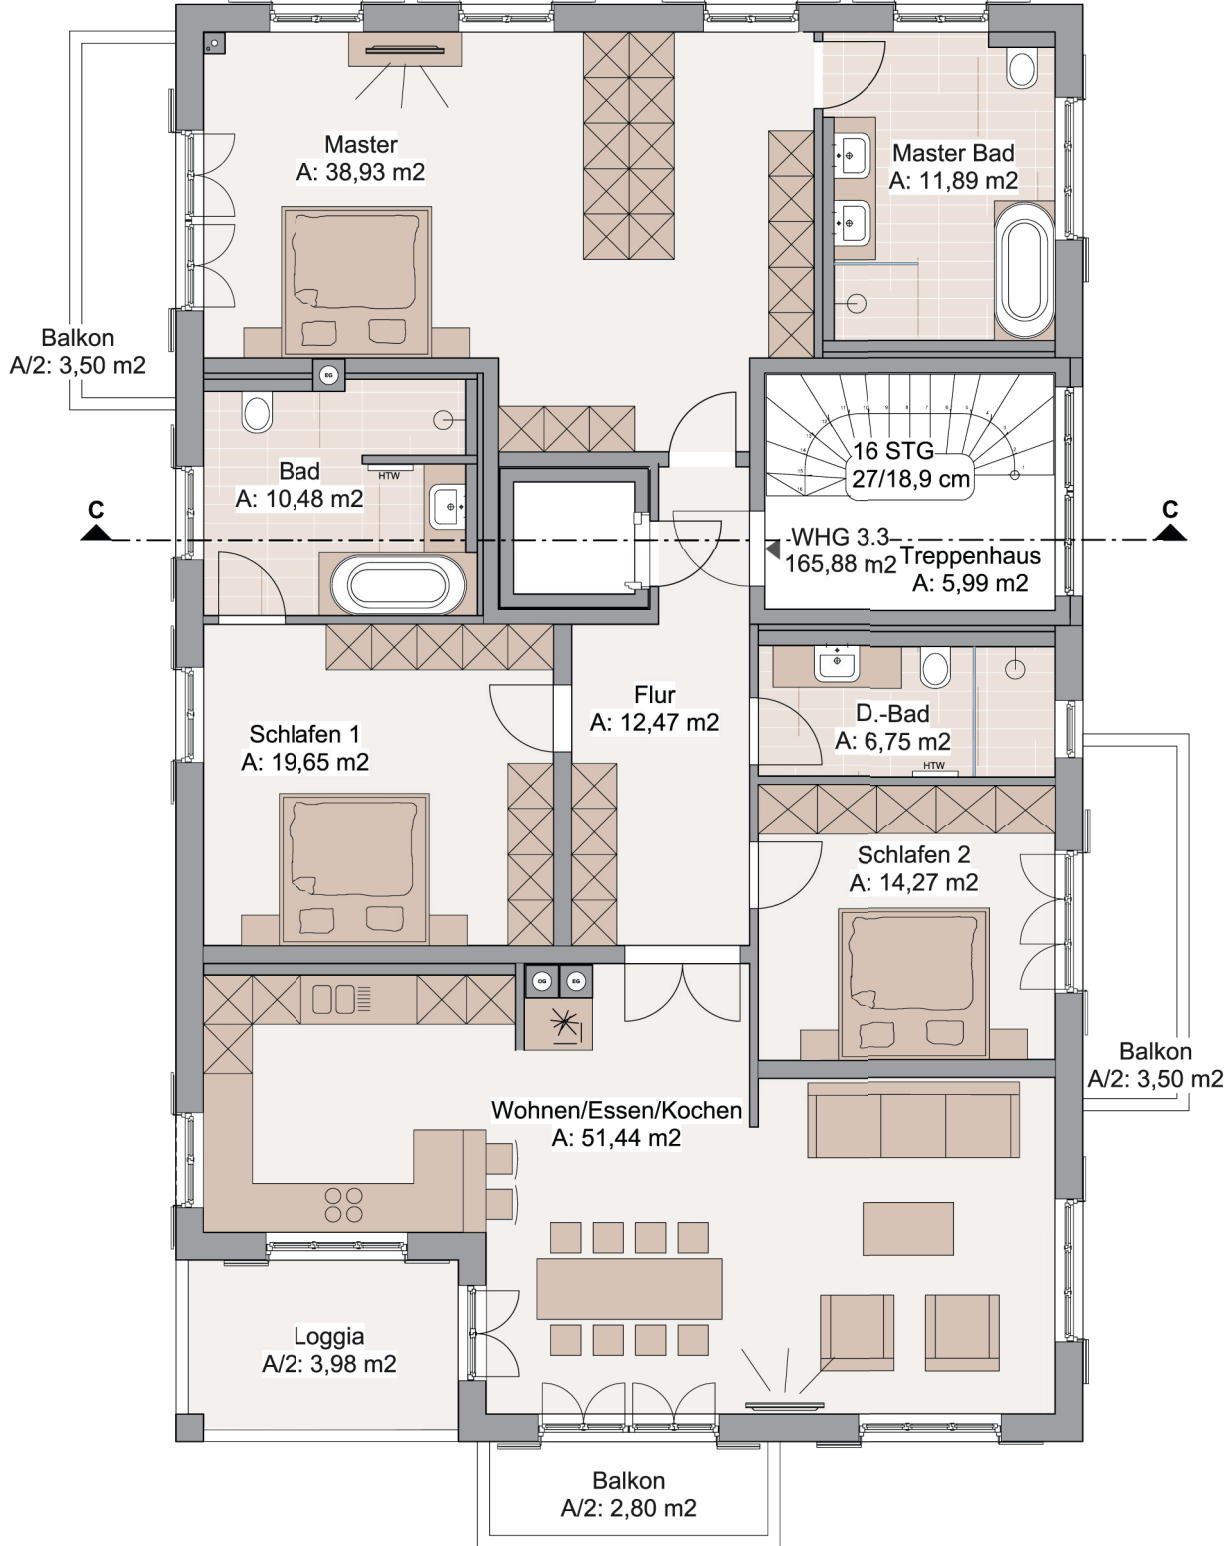 Master
A: 38,93 m2
Master Bad
A: 11,89 m2
Balkon
A/2: 3,50 m2
EG
16 STG
27/18,9 cm
Bad
A: 10,48 m2
HTW
C
C
WHG 3.3
165,88 m2
Treppenhaus
A: 5,99 m2
Flur
A: 12,47 m2
D.-Bad
A: 6,75 m2
HTW
Schlafen 1
A: 19,65 m2
Schlafen 2
A: 14,27 m2
OG
EG
Balkon
A/2: 3,50 m2
Wohnen/Essen/Kochen
A: 51,44 m2
Loggia
A/2: 3,98 m2
Balkon
A/2: 2,80 m2